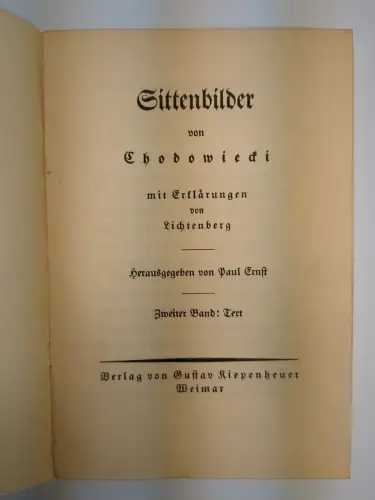 Sittenbilder
von
Chodowiecki
mit Erklärungen
von
Lichtenberg
Herausgegeben von Paul Ernst
Zweiter Band: Text
Verlag von Gustav Kiepenheuer
Weimar